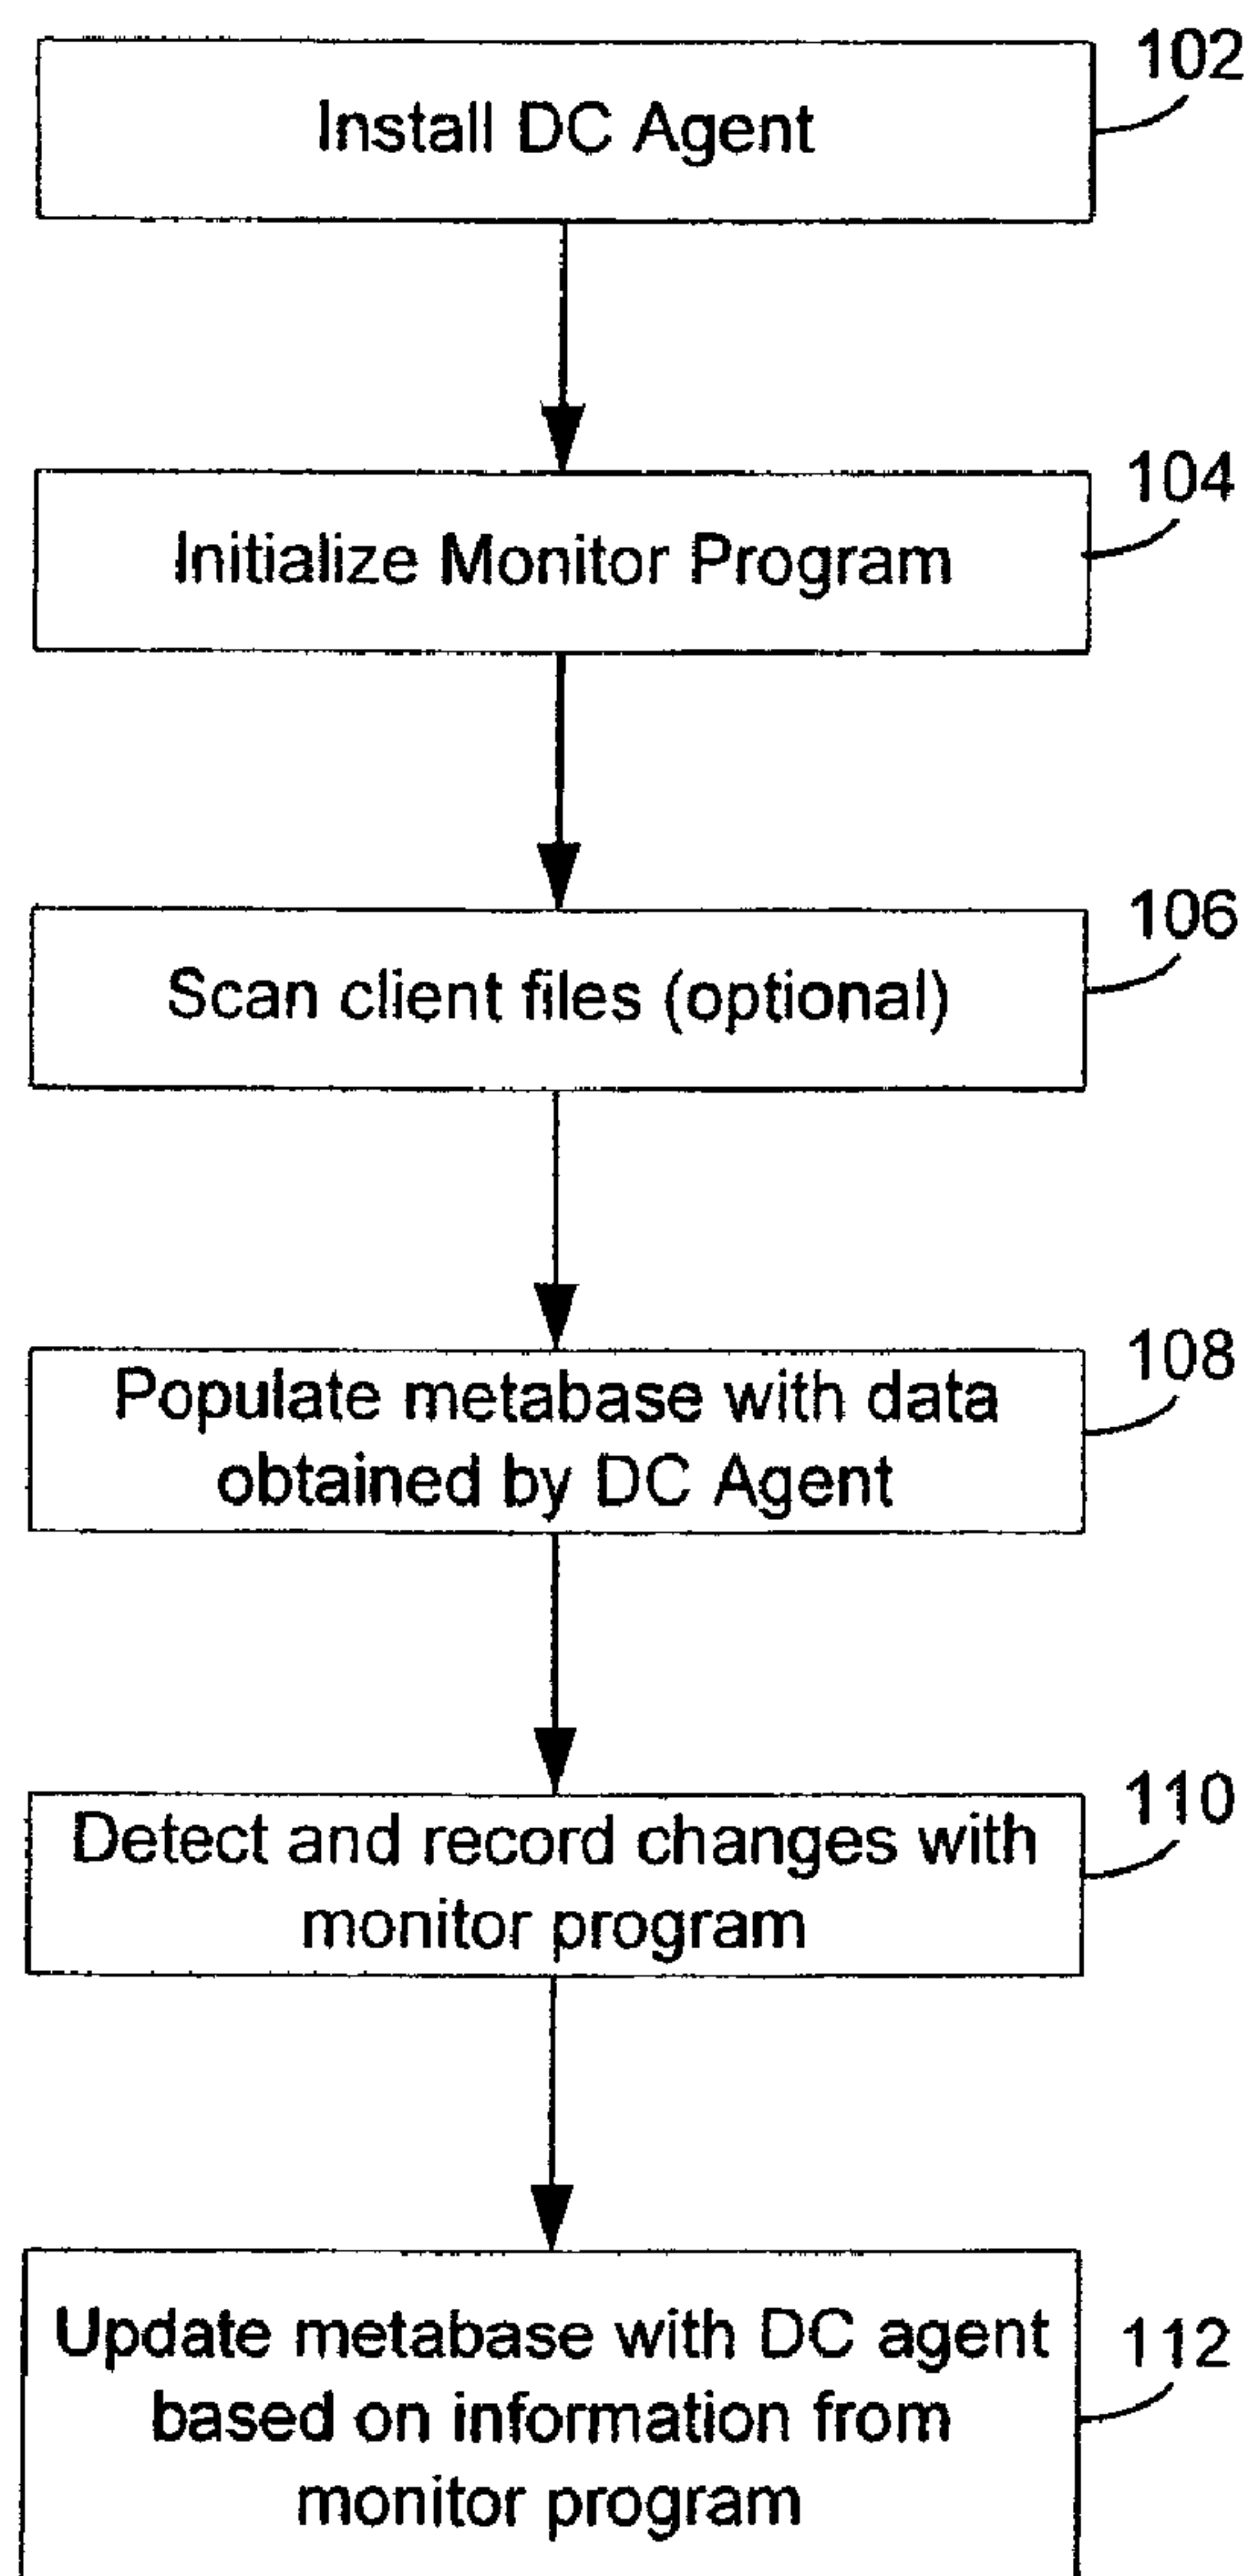 102
Install DC Agent
104
Initialize Monitor Program
106
Scan client files (optional)
108
Populate metabase with data
obtained by DC Agent
110
Detect and record changes with
monitor program
112
Update metabase with DC agent
based on information from
monitor program